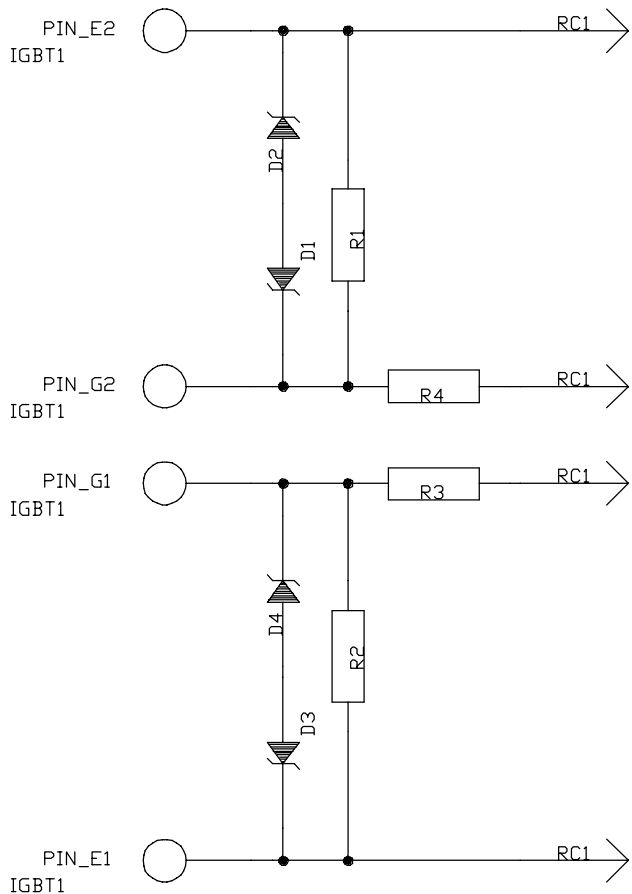 PIN_E2 RC1
IGBT1
D2
D1
R1
PIN_G2 RC1
IGBT1
R4
PIN_G1 RC1
IGBT1
R3
D4
R2
D3
PIN_E1 RC1
IGBT1